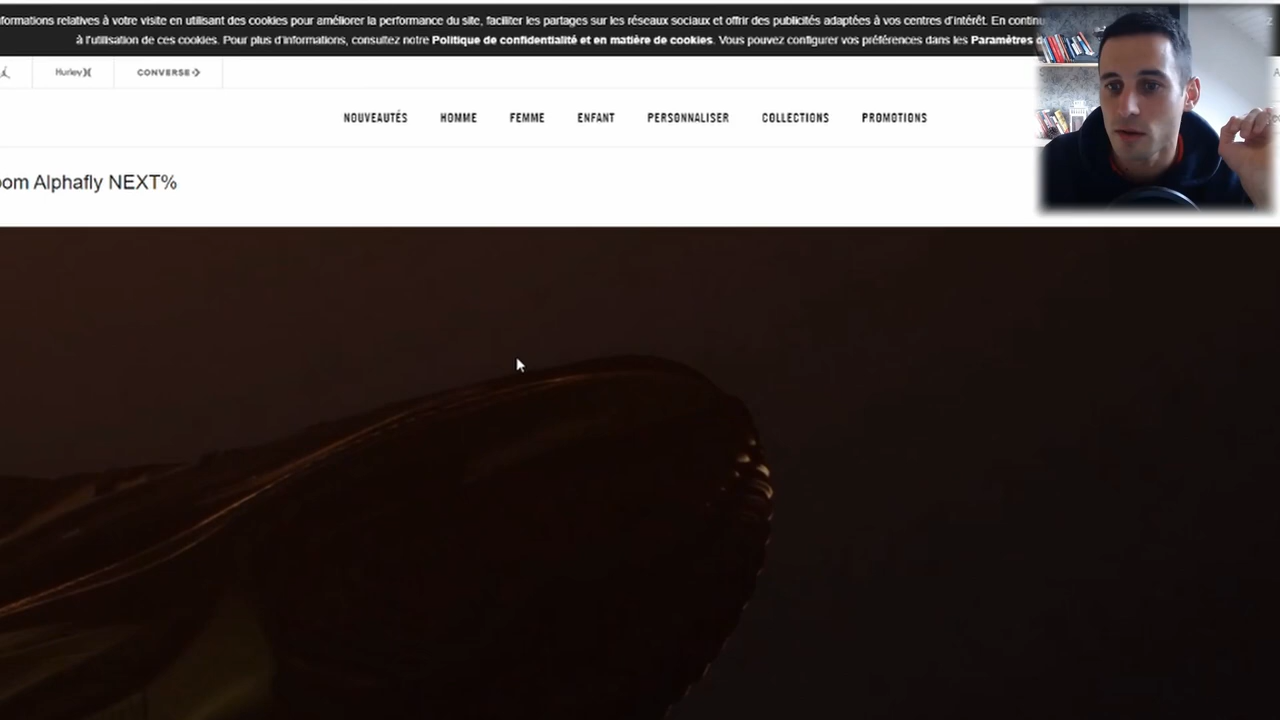 formations relatives à votre visite en utilisant des cookies pour améliorer la performance du site, faciliter les partages sur les réseaux sociaux et offrir des publicités adaptées à vos centres d'intérêt. En continu
à l'utilisation de ces cookies. Pour plus d'informations, consultez notre Politique de confidentialité et en matière de cookies. Vous pouvez configurer vos préférences dans les Paramètres d
Hurley CONVERSE
NOUVEAUTÉS HOMME FEMME ENFANT PERSONNALISER COLLECTIONS PROMOTIONS
oom Alphafly NEXT%